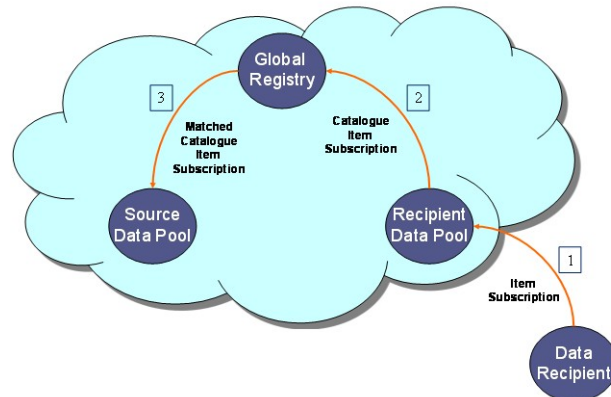 Global
Registry
3
2
Matched
Catalogue
Item
Subscription
Catalogue
Item
Subscription
Source
Data Pool
Recipient
Data Pool
1
Item
Subscription
Data
Recipient